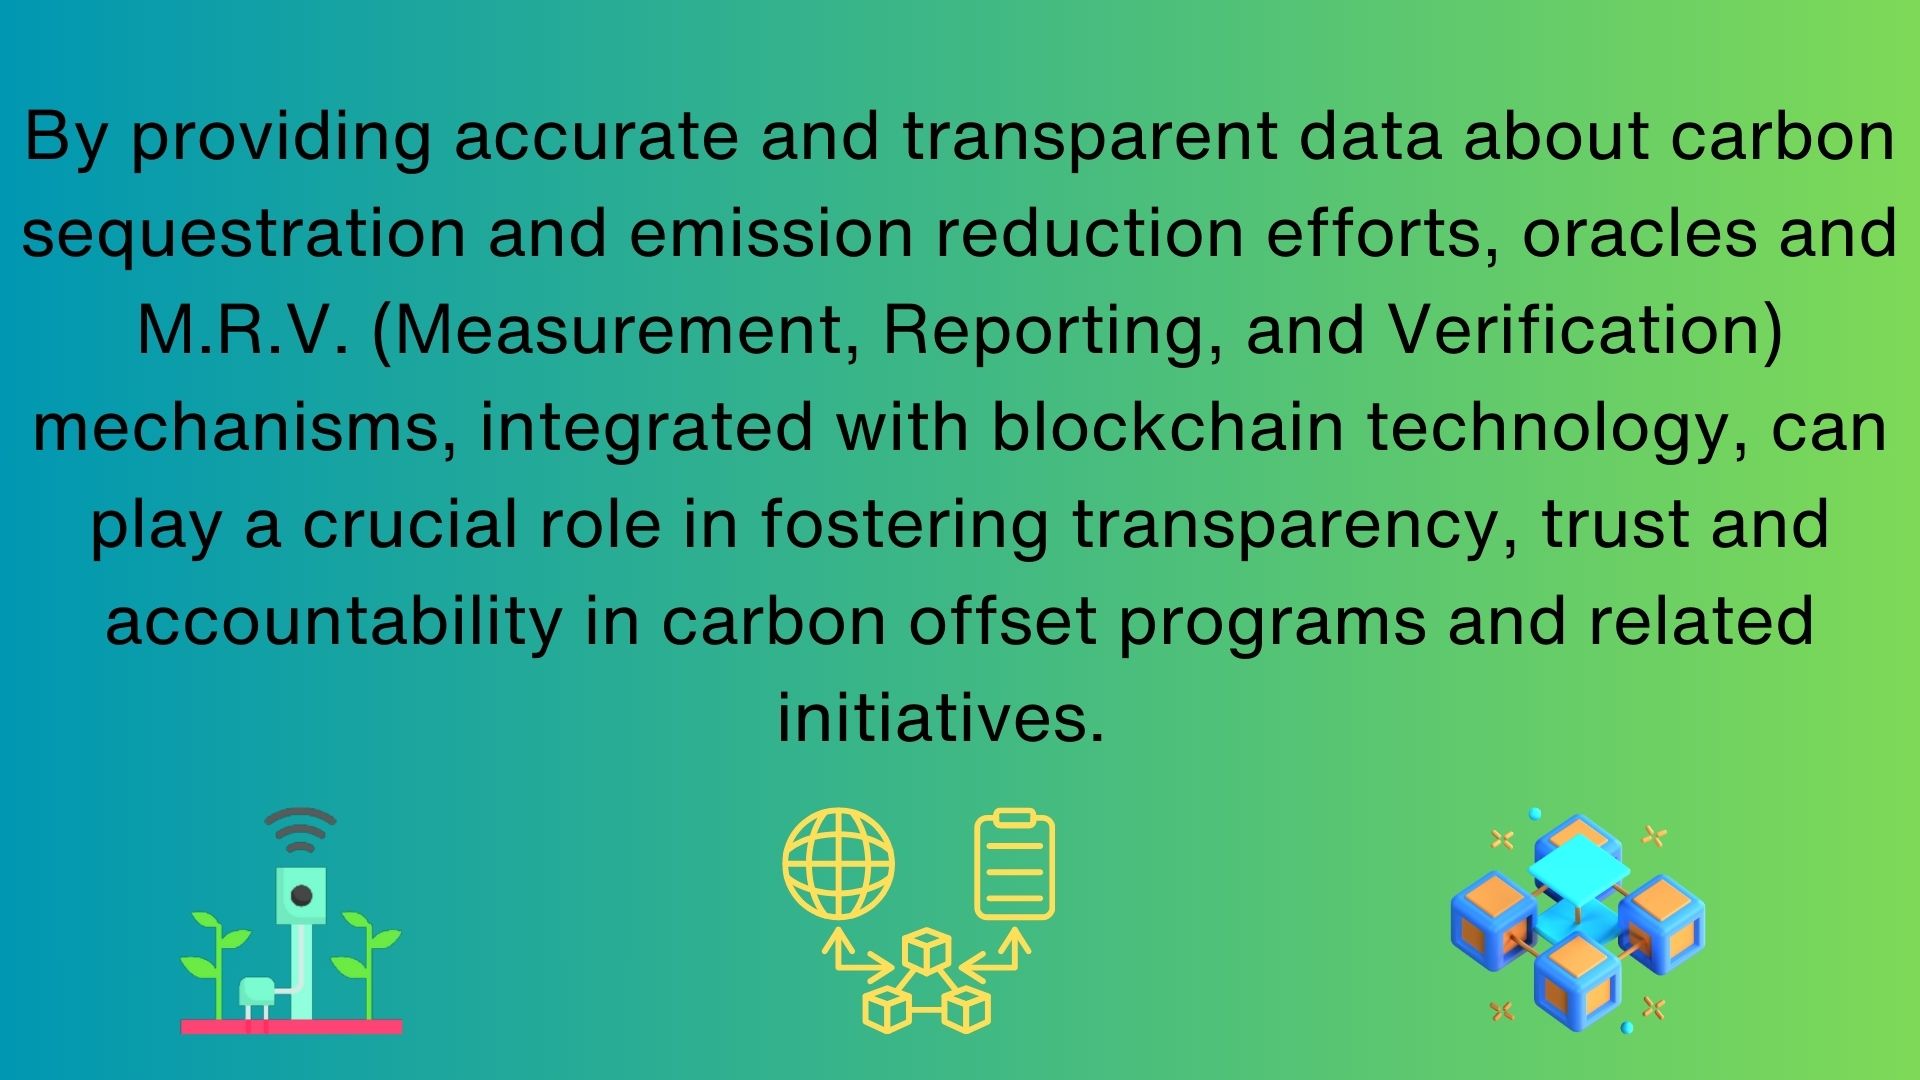 By providing accurate and transparent data about carbon
sequestration and emission reduction efforts, oracles and
M.R.V. (Measurement, Reporting, and Verification)
mechanisms, integrated with blockchain technology, can
play a crucial role in fostering transparency, trust and
accountability in carbon offset programs and related
initiatives.